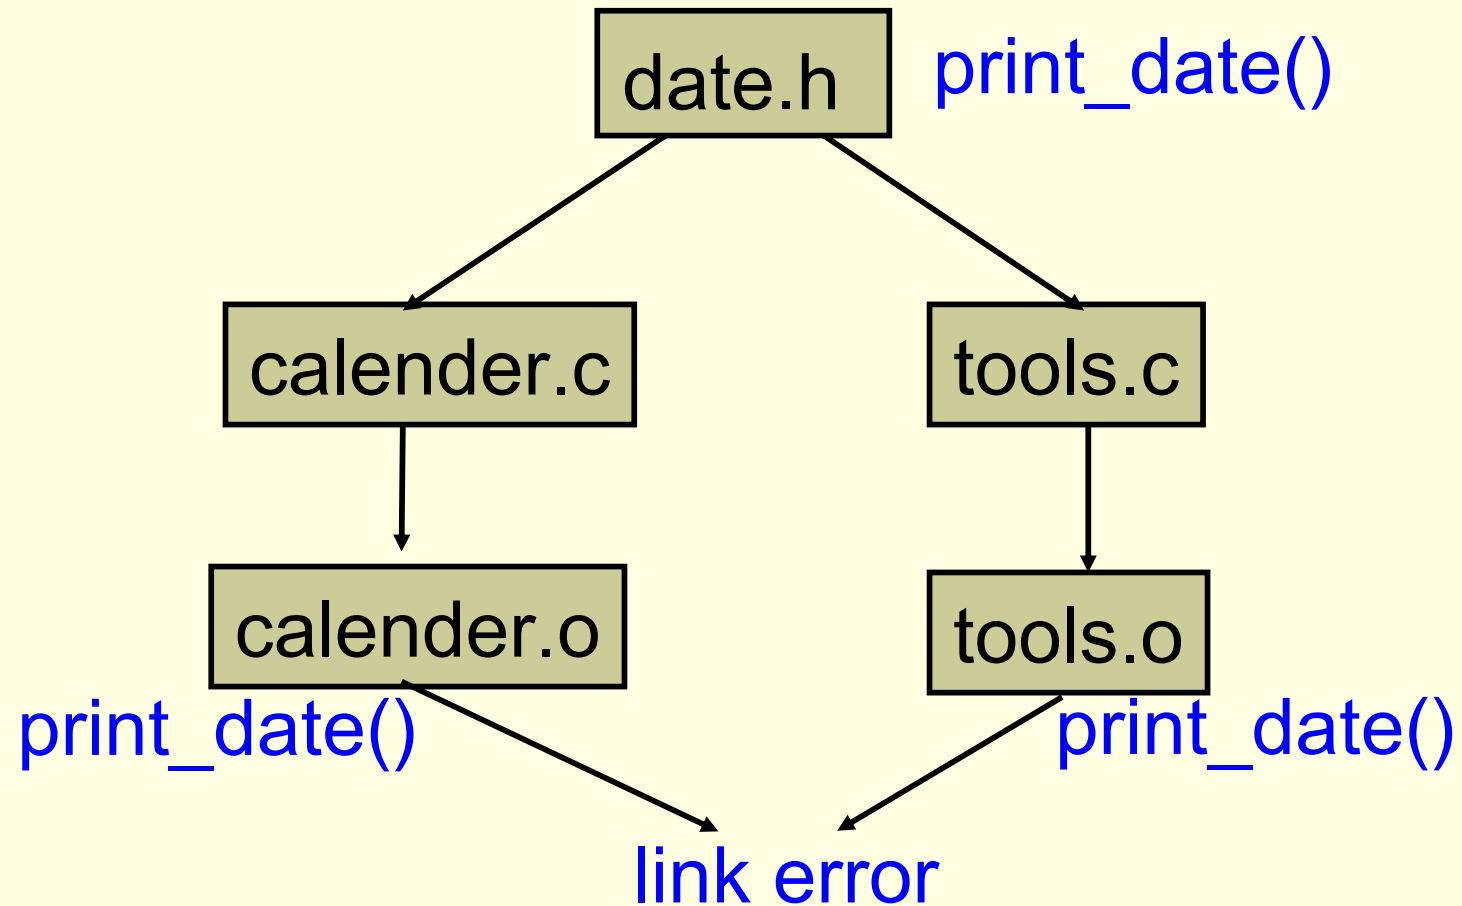 date.h
print_date()
calender.c
tools.c
calender.o
tools.o
print_date()
print_date()
link error